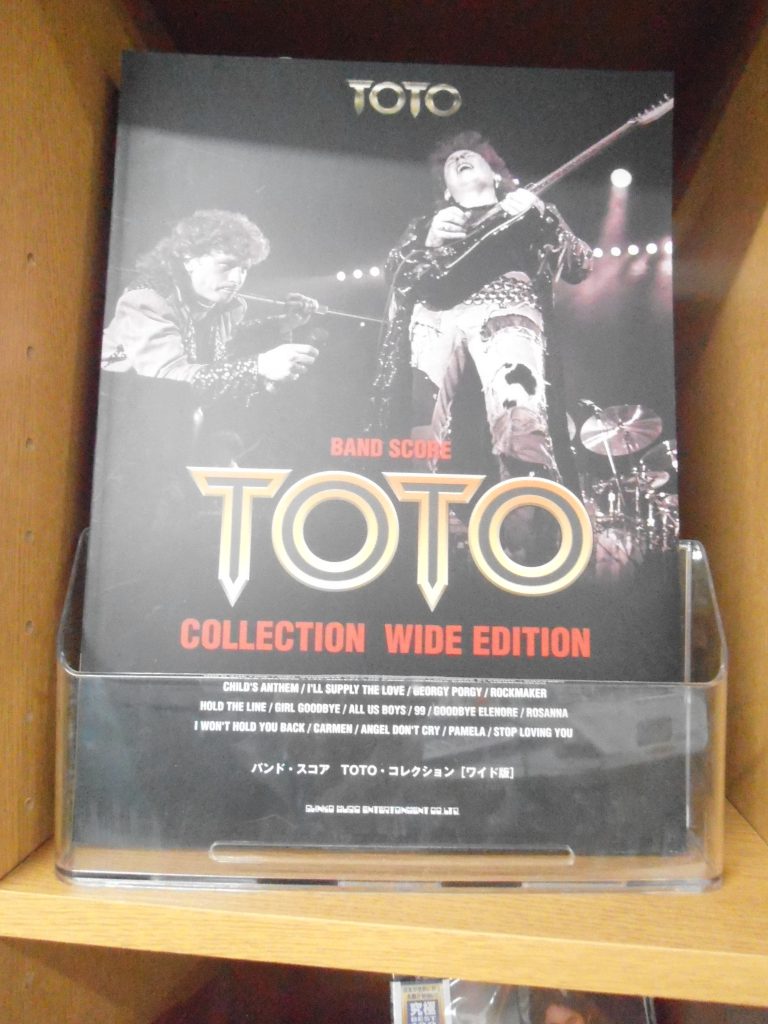 TOTO
BAND SCORE
TOTO
COLLECTION WIDE EDITION
CHILD'S ANTHEM / I'LL SUPPLY THE LOVE / GEORGY PORGY / ROCKMAKER
HOLD THE LINE / GIRL GOODBYE / ALL US BOYS / 99 / GOODBYE ELENORE / ROSANNA
I WON'T HOLD YOU BACK / CARMEN / ANGEL DON'T CRY / PAMELA / STOP LOVING YOU
バンド・スコア TOTO・コレクション [ワイド版]
SHINKO MUSIC ENTERTAINMENT CO.,LTD.
究極
BEST